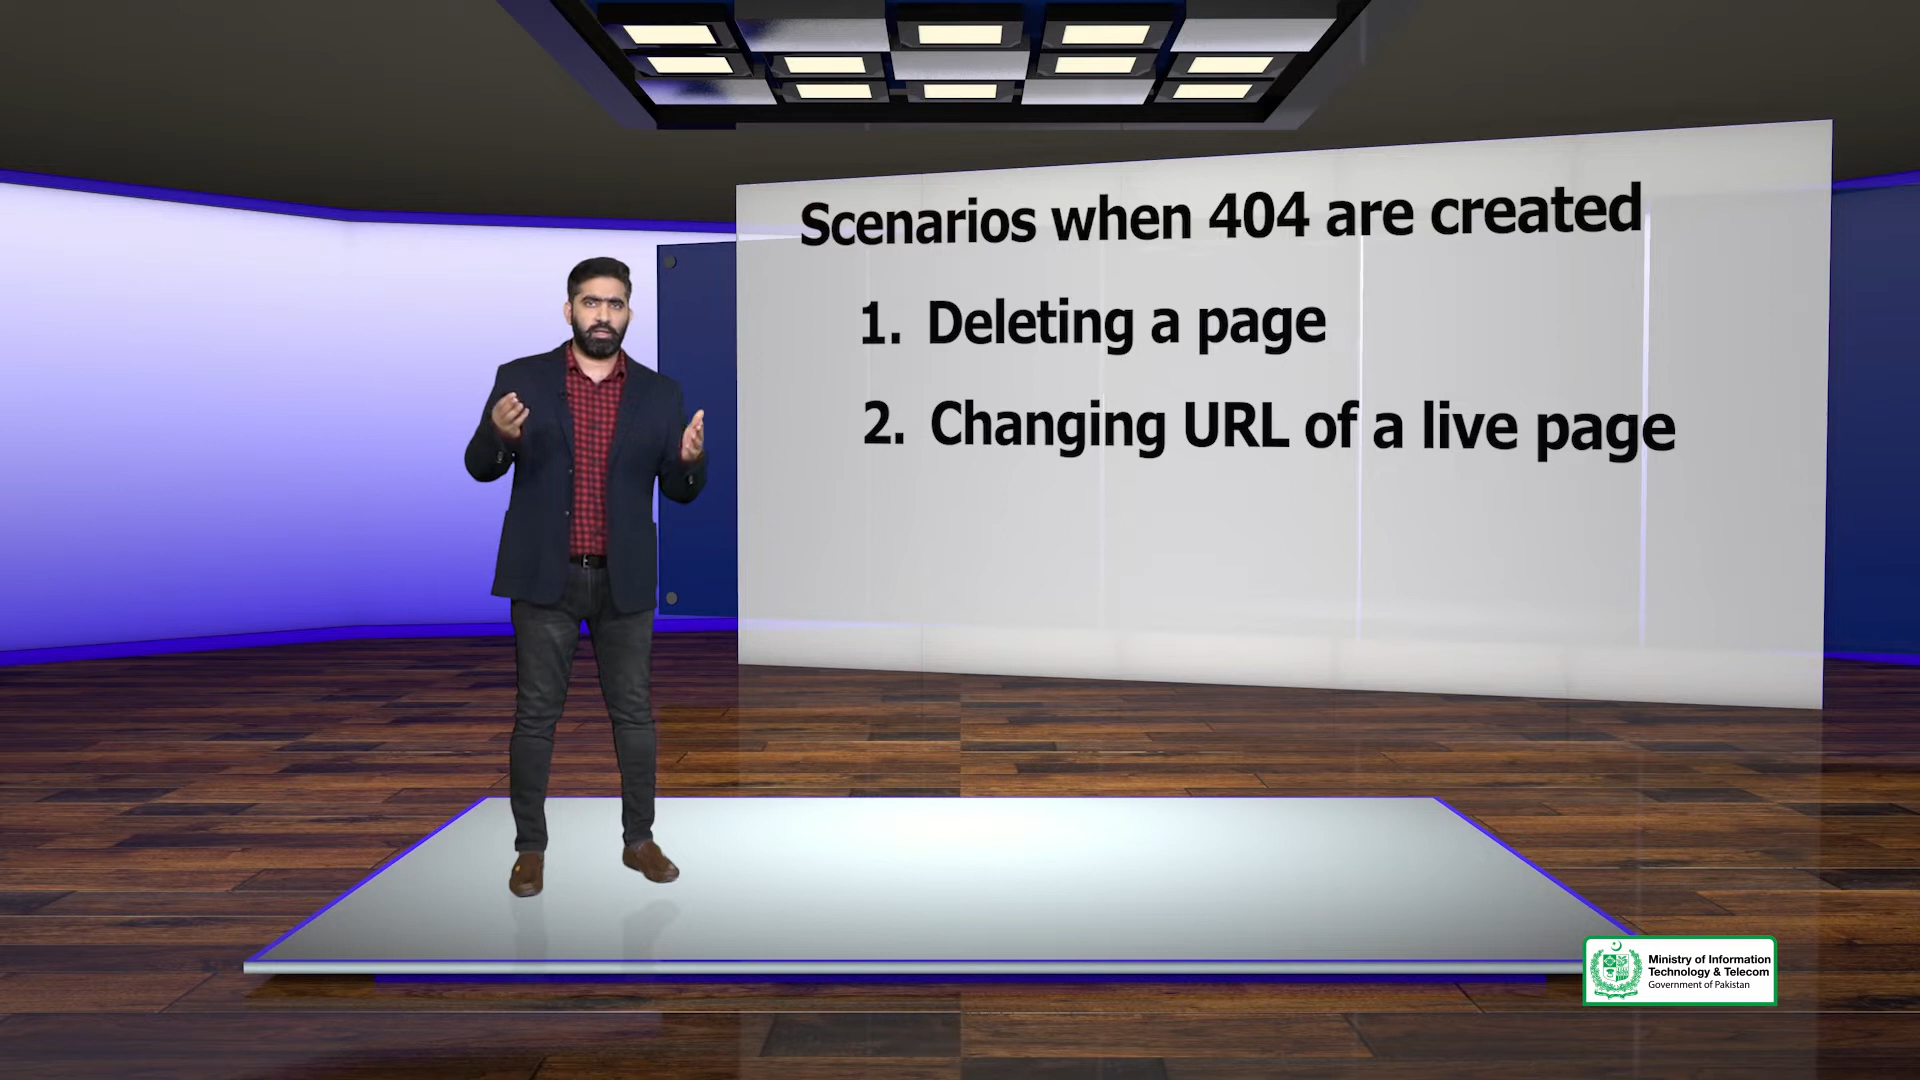 Scenarios when 404 are created
1. Deleting a page
2. Changing URL of a live page
Ministry of Information
Technology & Telecom
Government of Pakistan